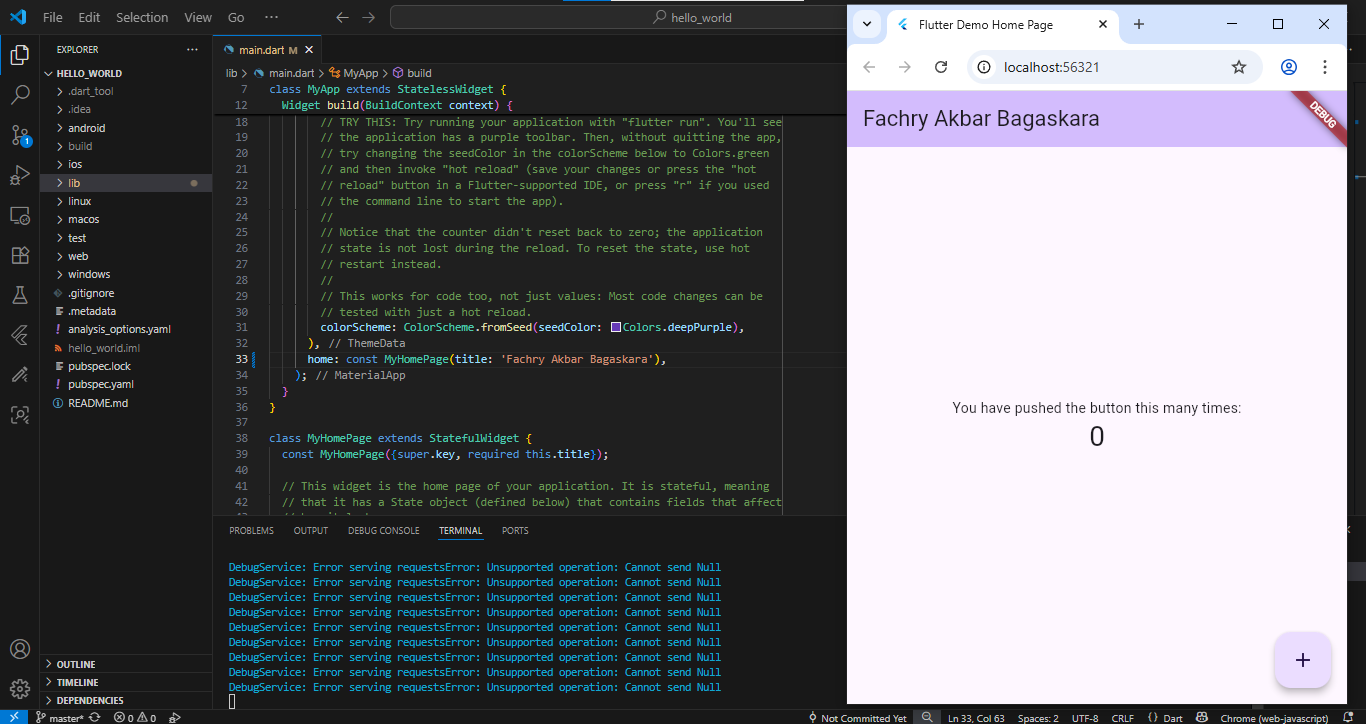 File Edit Selection View Go ··· hello_world
EXPLORER ···
HELLO_WORLD
.dart_tool
.idea
android
build
ios
lib
linux
macos
test
web
windows
.gitignore
.metadata
! analysis_options.yaml
hello_world.iml
pubspec.lock
! pubspec.yaml
README.md
OUTLINE
TIMELINE
DEPENDENCIES
main.dart M
lib > main.dart > MyApp > build
7 class MyApp extends StatelessWidget {
12 Widget build(BuildContext context) {
18 // TRY THIS: Try running your application with "flutter run". You'll see
19 // the application has a purple toolbar. Then, without quitting the app,
20 // try changing the seedColor in the colorScheme below to Colors.green
21 // and then invoke "hot reload" (save your changes or press the "hot
22 // reload" button in a Flutter-supported IDE, or press "r" if you used
23 // the command line to start the app).
24 //
25 // Notice that the counter didn't reset back to zero; the application
26 // state is not lost during the reload. To reset the state, use hot
27 // restart instead.
28 //
29 // This works for code too, not just values: Most code changes can be
30 // tested with just a hot reload.
31 colorScheme: ColorScheme.fromSeed(seedColor: Colors.deepPurple),
32 ), // ThemeData
33 home: const MyHomePage(title: 'Fachry Akbar Bagaskara'),
34 ); // MaterialApp
35 }
36 }
37
38 class MyHomePage extends StatefulWidget {
39 const MyHomePage({super.key, required this.title});
40
41 // This widget is the home page of your application. It is stateful, meaning
42 // that it has a State object (defined below) that contains fields that affect
PROBLEMS OUTPUT DEBUG CONSOLE TERMINAL PORTS
DebugService: Error serving requestsError: Unsupported operation: Cannot send Null
DebugService: Error serving requestsError: Unsupported operation: Cannot send Null
DebugService: Error serving requestsError: Unsupported operation: Cannot send Null
DebugService: Error serving requestsError: Unsupported operation: Cannot send Null
DebugService: Error serving requestsError: Unsupported operation: Cannot send Null
DebugService: Error serving requestsError: Unsupported operation: Cannot send Null
DebugService: Error serving requestsError: Unsupported operation: Cannot send Null
DebugService: Error serving requestsError: Unsupported operation: Cannot send Null
DebugService: Error serving requestsError: Unsupported operation: Cannot send Null
Flutter Demo Home Page
localhost:56321
Fachry Akbar Bagaskara
DEBUG
You have pushed the button this many times:
0
+
1
master* 0 0 Not Committed Yet Ln 33, Col 63 Spaces: 2 UTF-8 CRLF {} Dart Chrome (web-javascript)